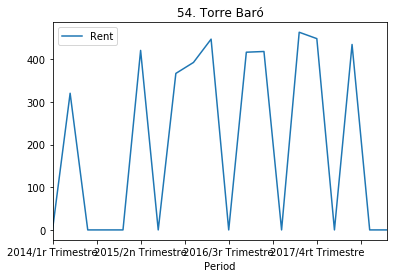 54. Torre Baró
Rent
400
300
200
100
0
2014/1r Trimestre 2015/2n Trimestre 2016/3r Trimestre 2017/4rt Trimestre
Period